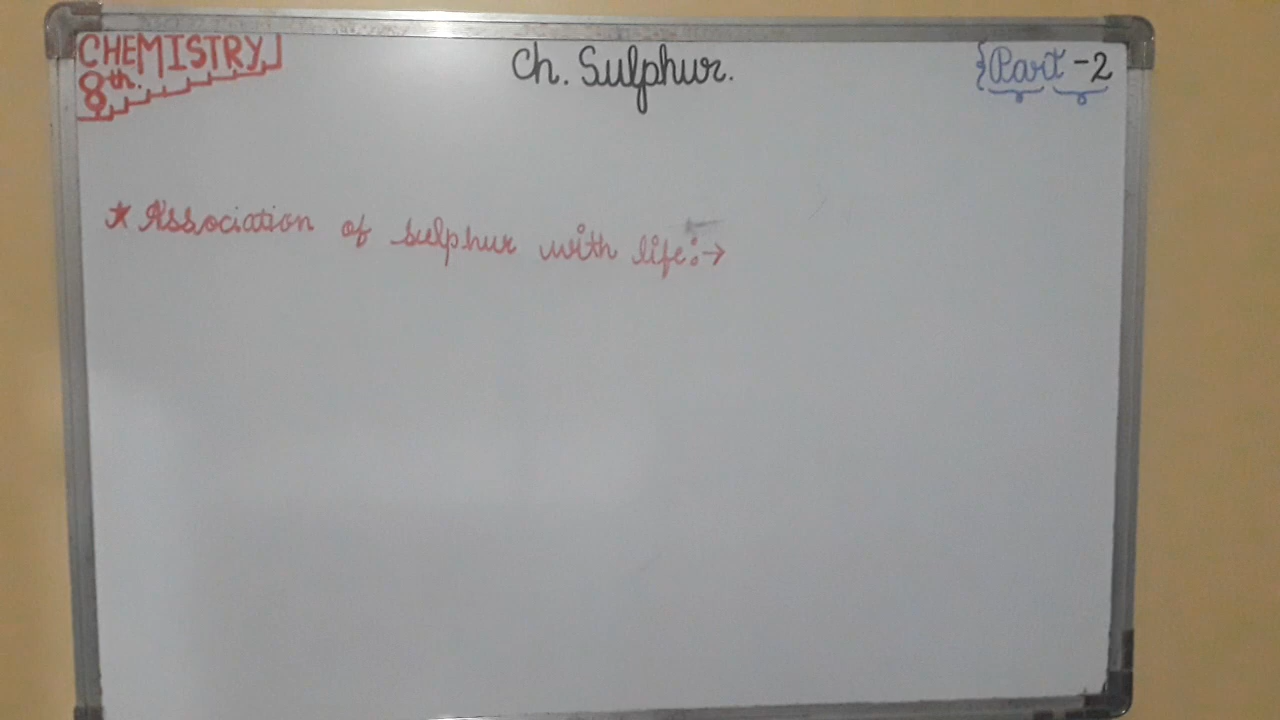 CHEMISTRY
8th.
Ch. Sulphur.
{Part-2
★ Association of sulphur with life:→